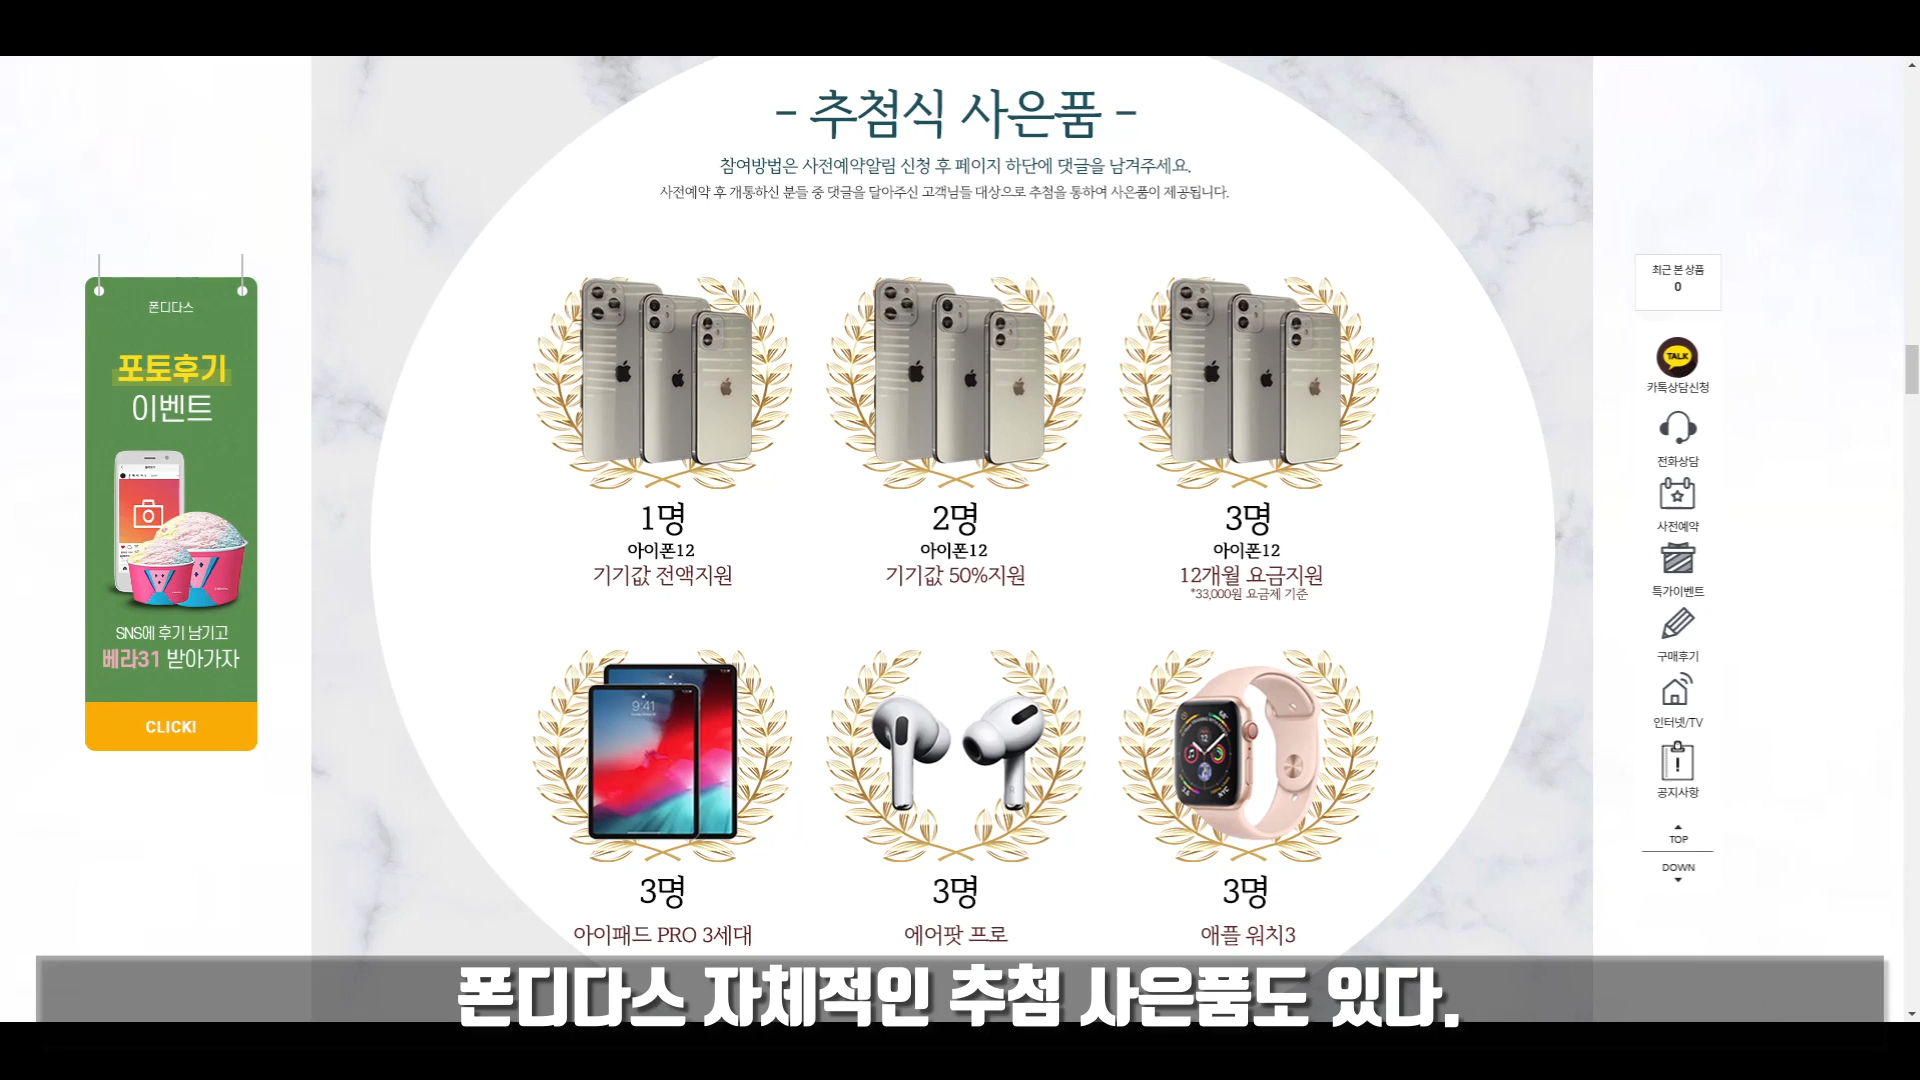 - 추첨식 사은품 -
참여방법은 사전예약알림 신청 후 페이지 하단에 댓글을 남겨주세요.
사전예약 후 개통하신 분들 중 댓글을 달아주신 고객님들 대상으로 추첨을 통하여 사은품이 제공됩니다.
폰디다스
포토후기
이벤트
SNS에 후기 남기고
베라31 받아가자
CLICK!
1명
아이폰12
기기값 전액지원
2명
아이폰12
기기값 50%지원
3명
아이폰12
12개월 요금지원
*33,000원 요금제 기준
9:41
3명
아이패드 PRO 3세대
3명
에어팟 프로
3명
애플 워치3
최근 본 상품
0
TALK
카톡상담신청
전화상담
사전예약
특가이벤트
구매후기
인터넷/TV
공지사항
TOP
DOWN
폰디다스 자체적인 추첨 사은품도 있다.